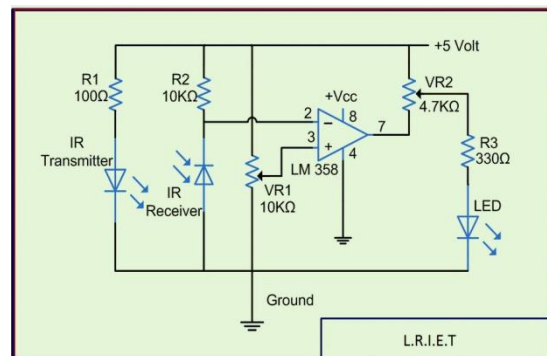 +5 Volt
R1
100Ω
R2
10KΩ
+Vcc
VR2
4.7KΩ
2
8
3
7
4
LM 358
R3
330Ω
IR
Transmitter
IR
Receiver
VR1
10KΩ
LED
Ground
L.R.I.E.T